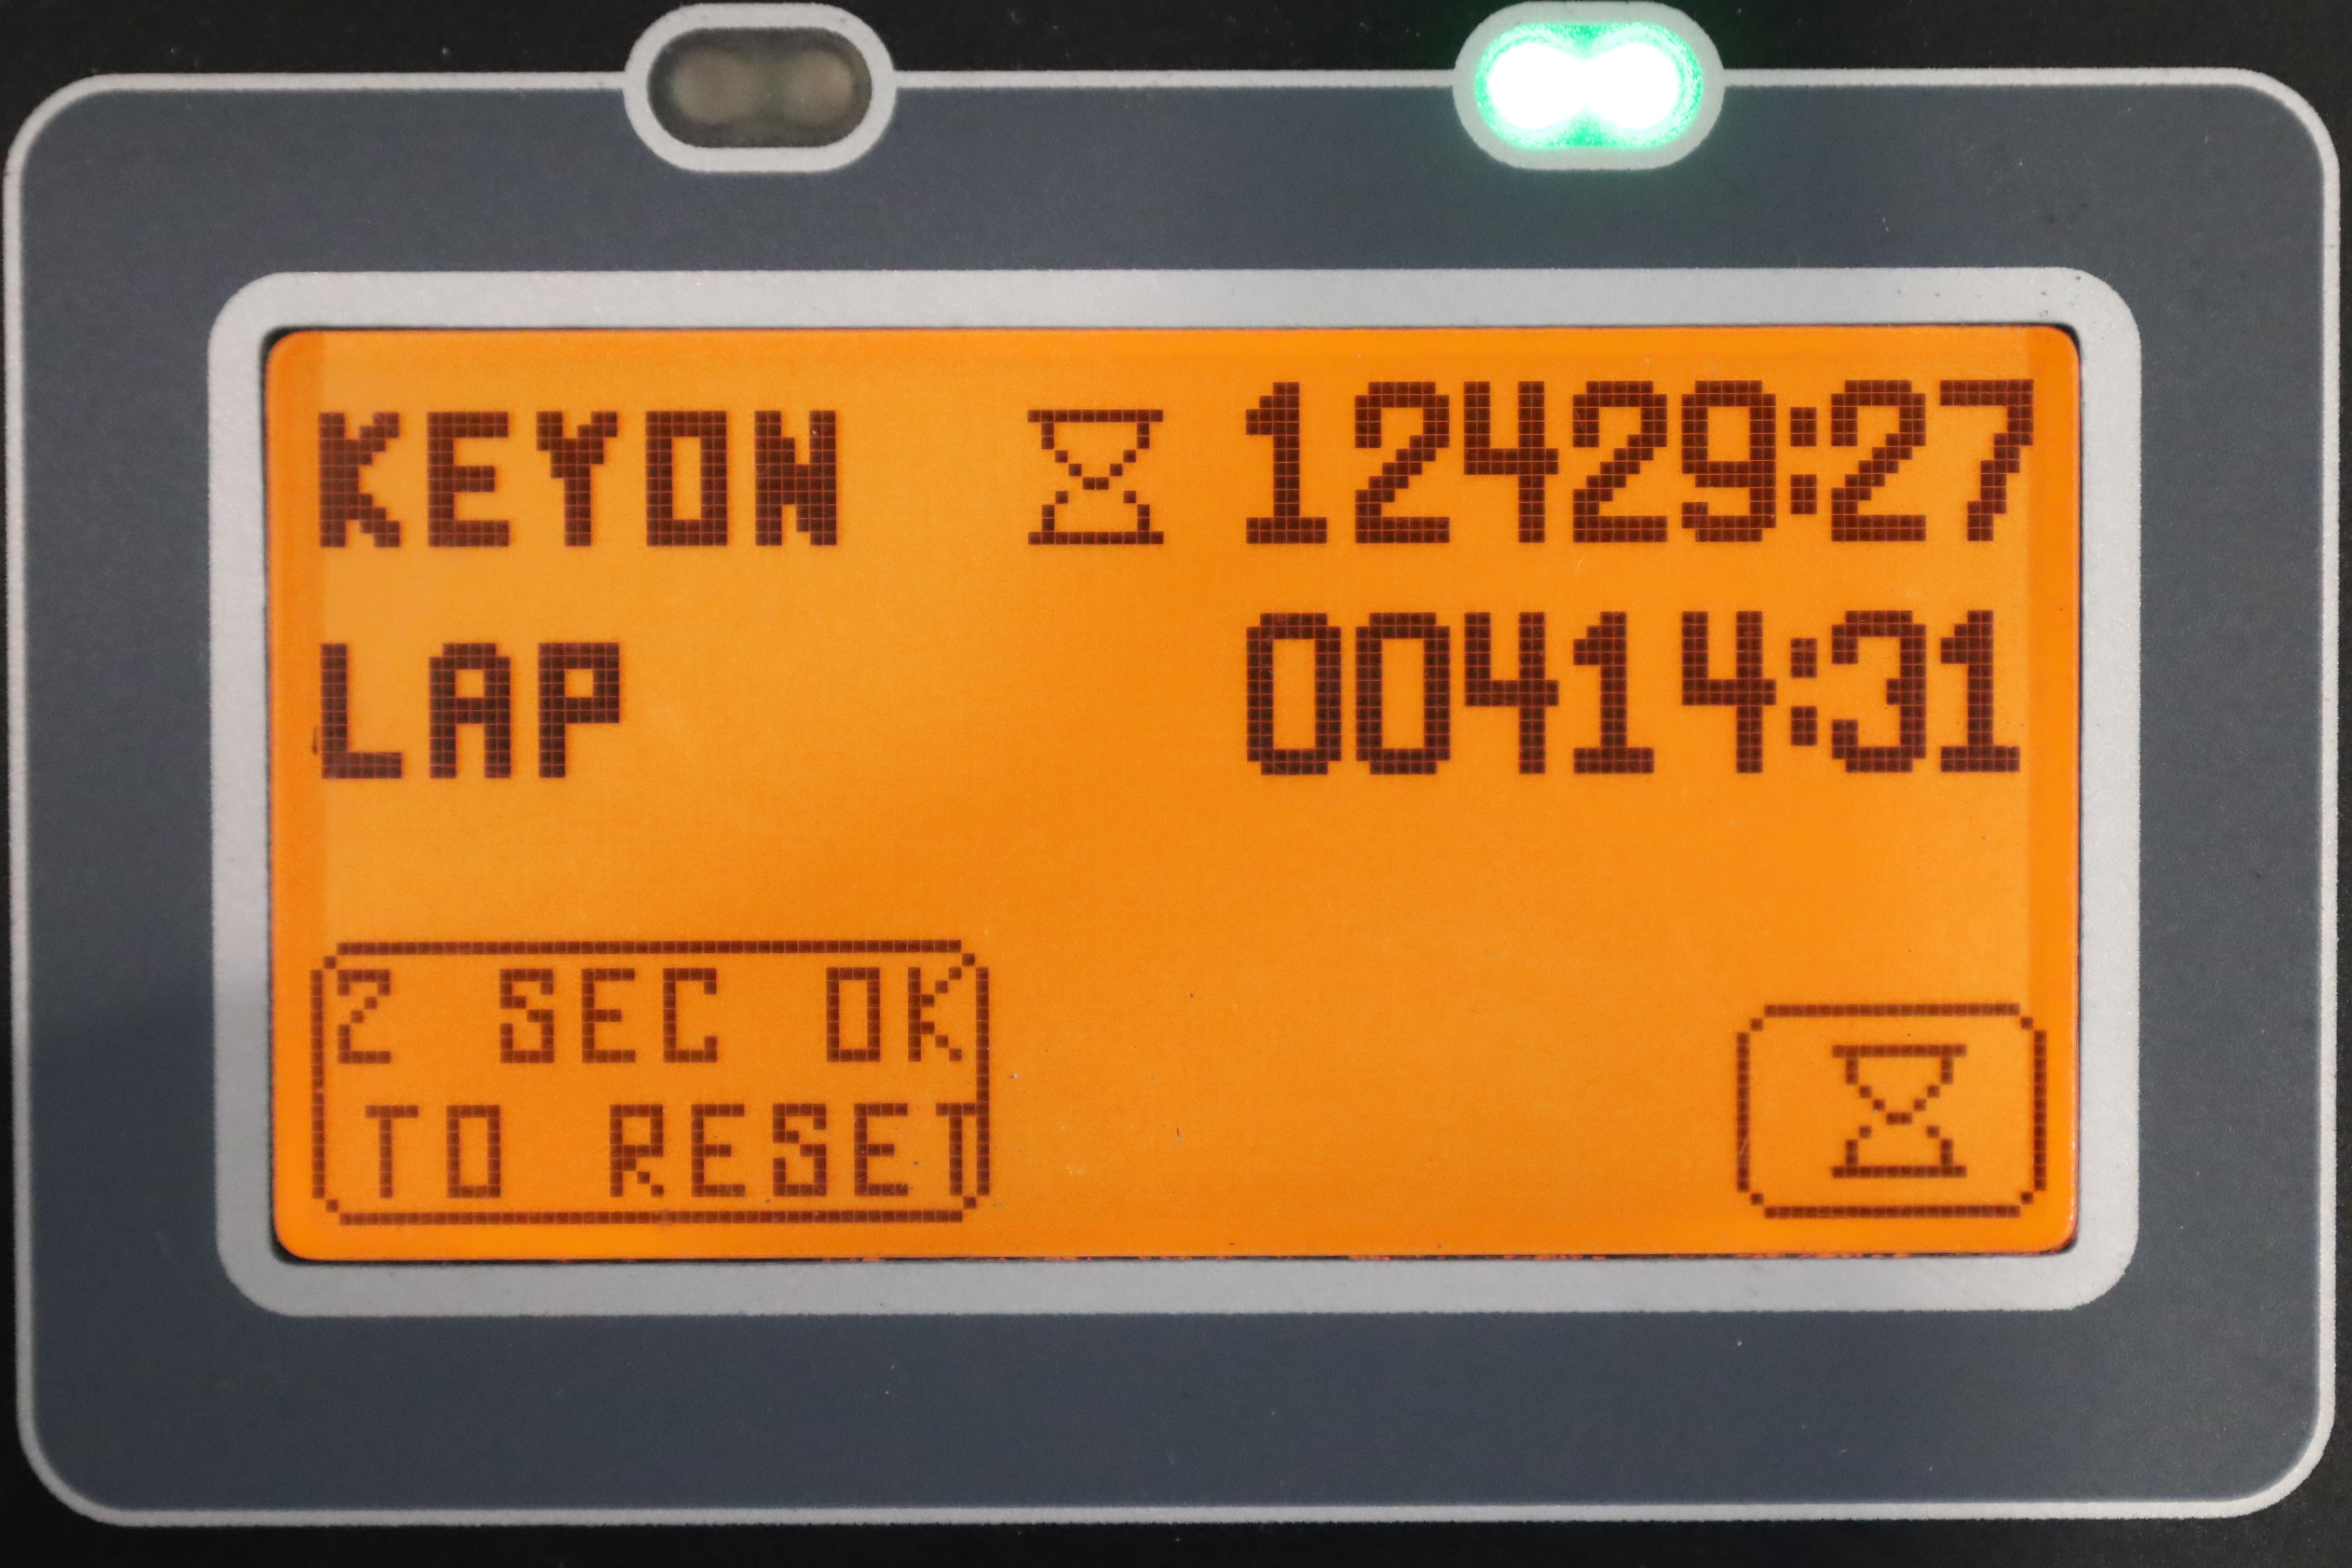 KEYON 12429:27
LAP 00414:31
2 SEC OK
TO RESET